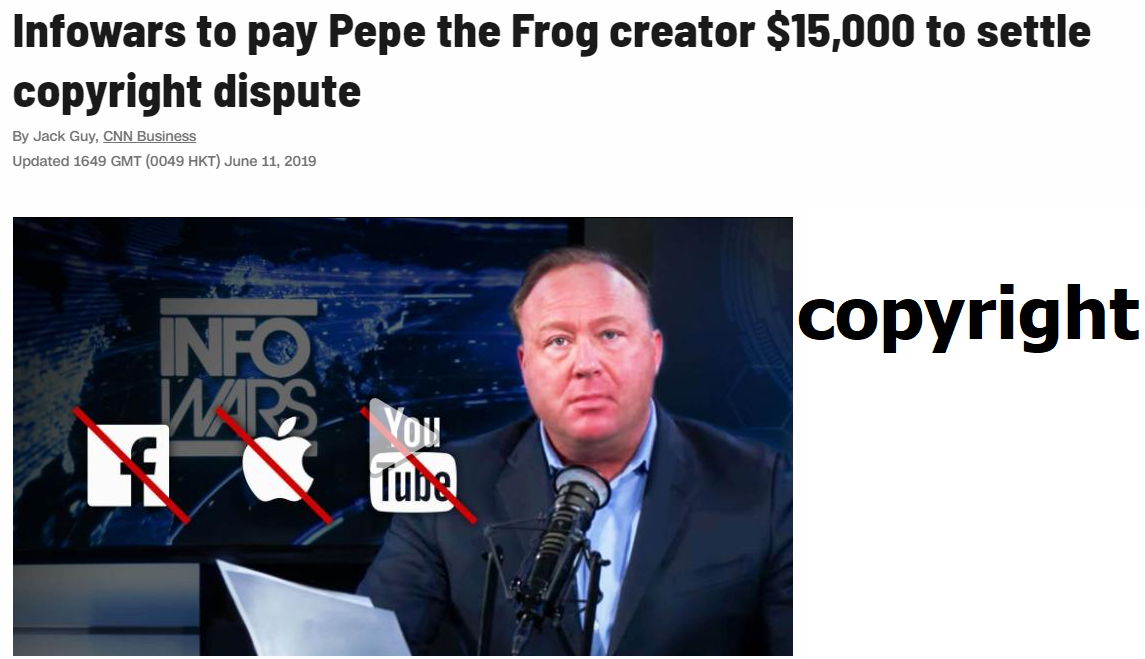 Infowars to pay Pepe the Frog creator $15,000 to settle
copyright dispute
By Jack Guy, CNN Business
Updated 1649 GMT (0049 HKT) June 11, 2019
copyright
INFO
WARS
f
You
Tube